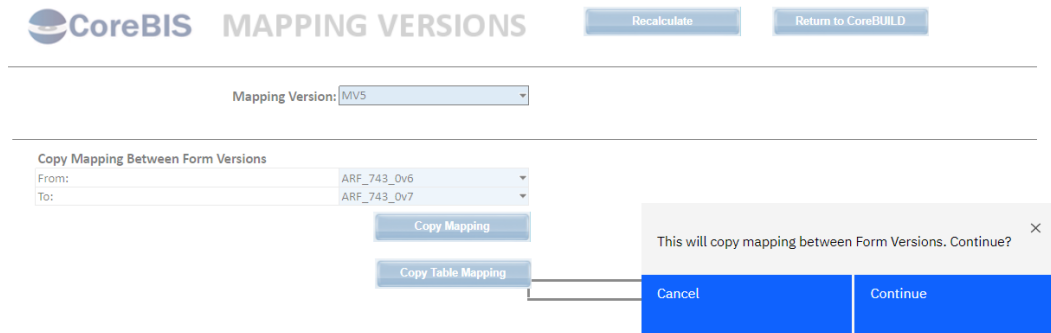 CoreBIS MAPPING VERSIONS Recalculate Return to CoreBUILD
Mapping Version: MV5
Copy Mapping Between Form Versions
From: ARF_743_0v6
To: ARF_743_0v7
Copy Mapping
This will copy mapping between Form Versions. Continue?
Copy Table Mapping
Cancel Continue